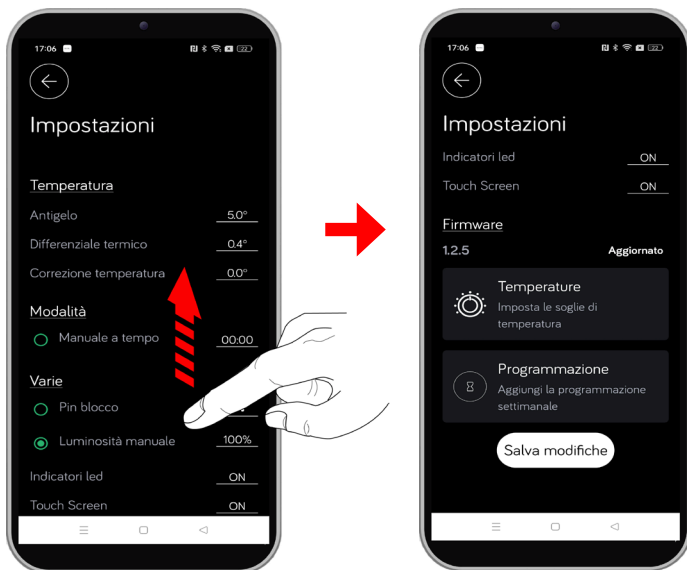 17:06
22
Impostazioni
Temperatura
Antigelo 5.0°
Differenziale termico 0.4°
Correzione temperatura 0.0°
Modalità
Manuale a tempo 00:00
Varie
Pin blocco
Luminosità manuale 100%
Indicatori led ON
Touch Screen ON
17:06
22
Impostazioni
Indicatori led ON
Touch Screen ON
Firmware
1.2.5 Aggiornato
Temperature
Imposta le soglie di
temperatura
Programmazione
Aggiungi la programmazione
settimanale
Salva modifiche